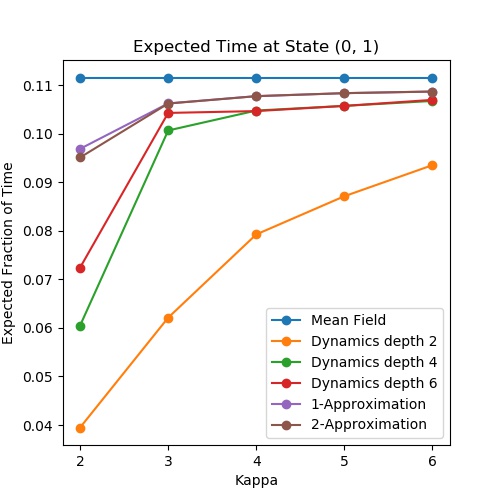 Expected Time at State (0, 1)
Expected Fraction of Time
0.11
0.10
0.09
0.08
0.07
0.06
0.05
0.04
2
3
4
5
6
Kappa
Mean Field
Dynamics depth 2
Dynamics depth 4
Dynamics depth 6
1-Approximation
2-Approximation